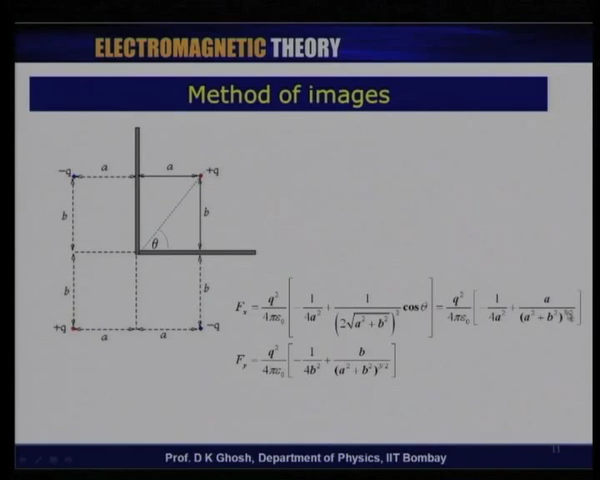 ELECTROMAGNETIC THEORY
Method of images
-q a a +q
b b
θ
b b
+q a a -q
F_x = q²/4πε₀ [ - 1/4a² + 1/(2√(a² + b²))² cos θ ] = q²/4πε₀ [ - 1/4a² + a/(a² + b²)^3/2 ]
F_y = q²/4πε₀ [ - 1/4b² + b/(a² + b²)^3/2 ]
Prof. D K Ghosh, Department of Physics, IIT Bombay
11